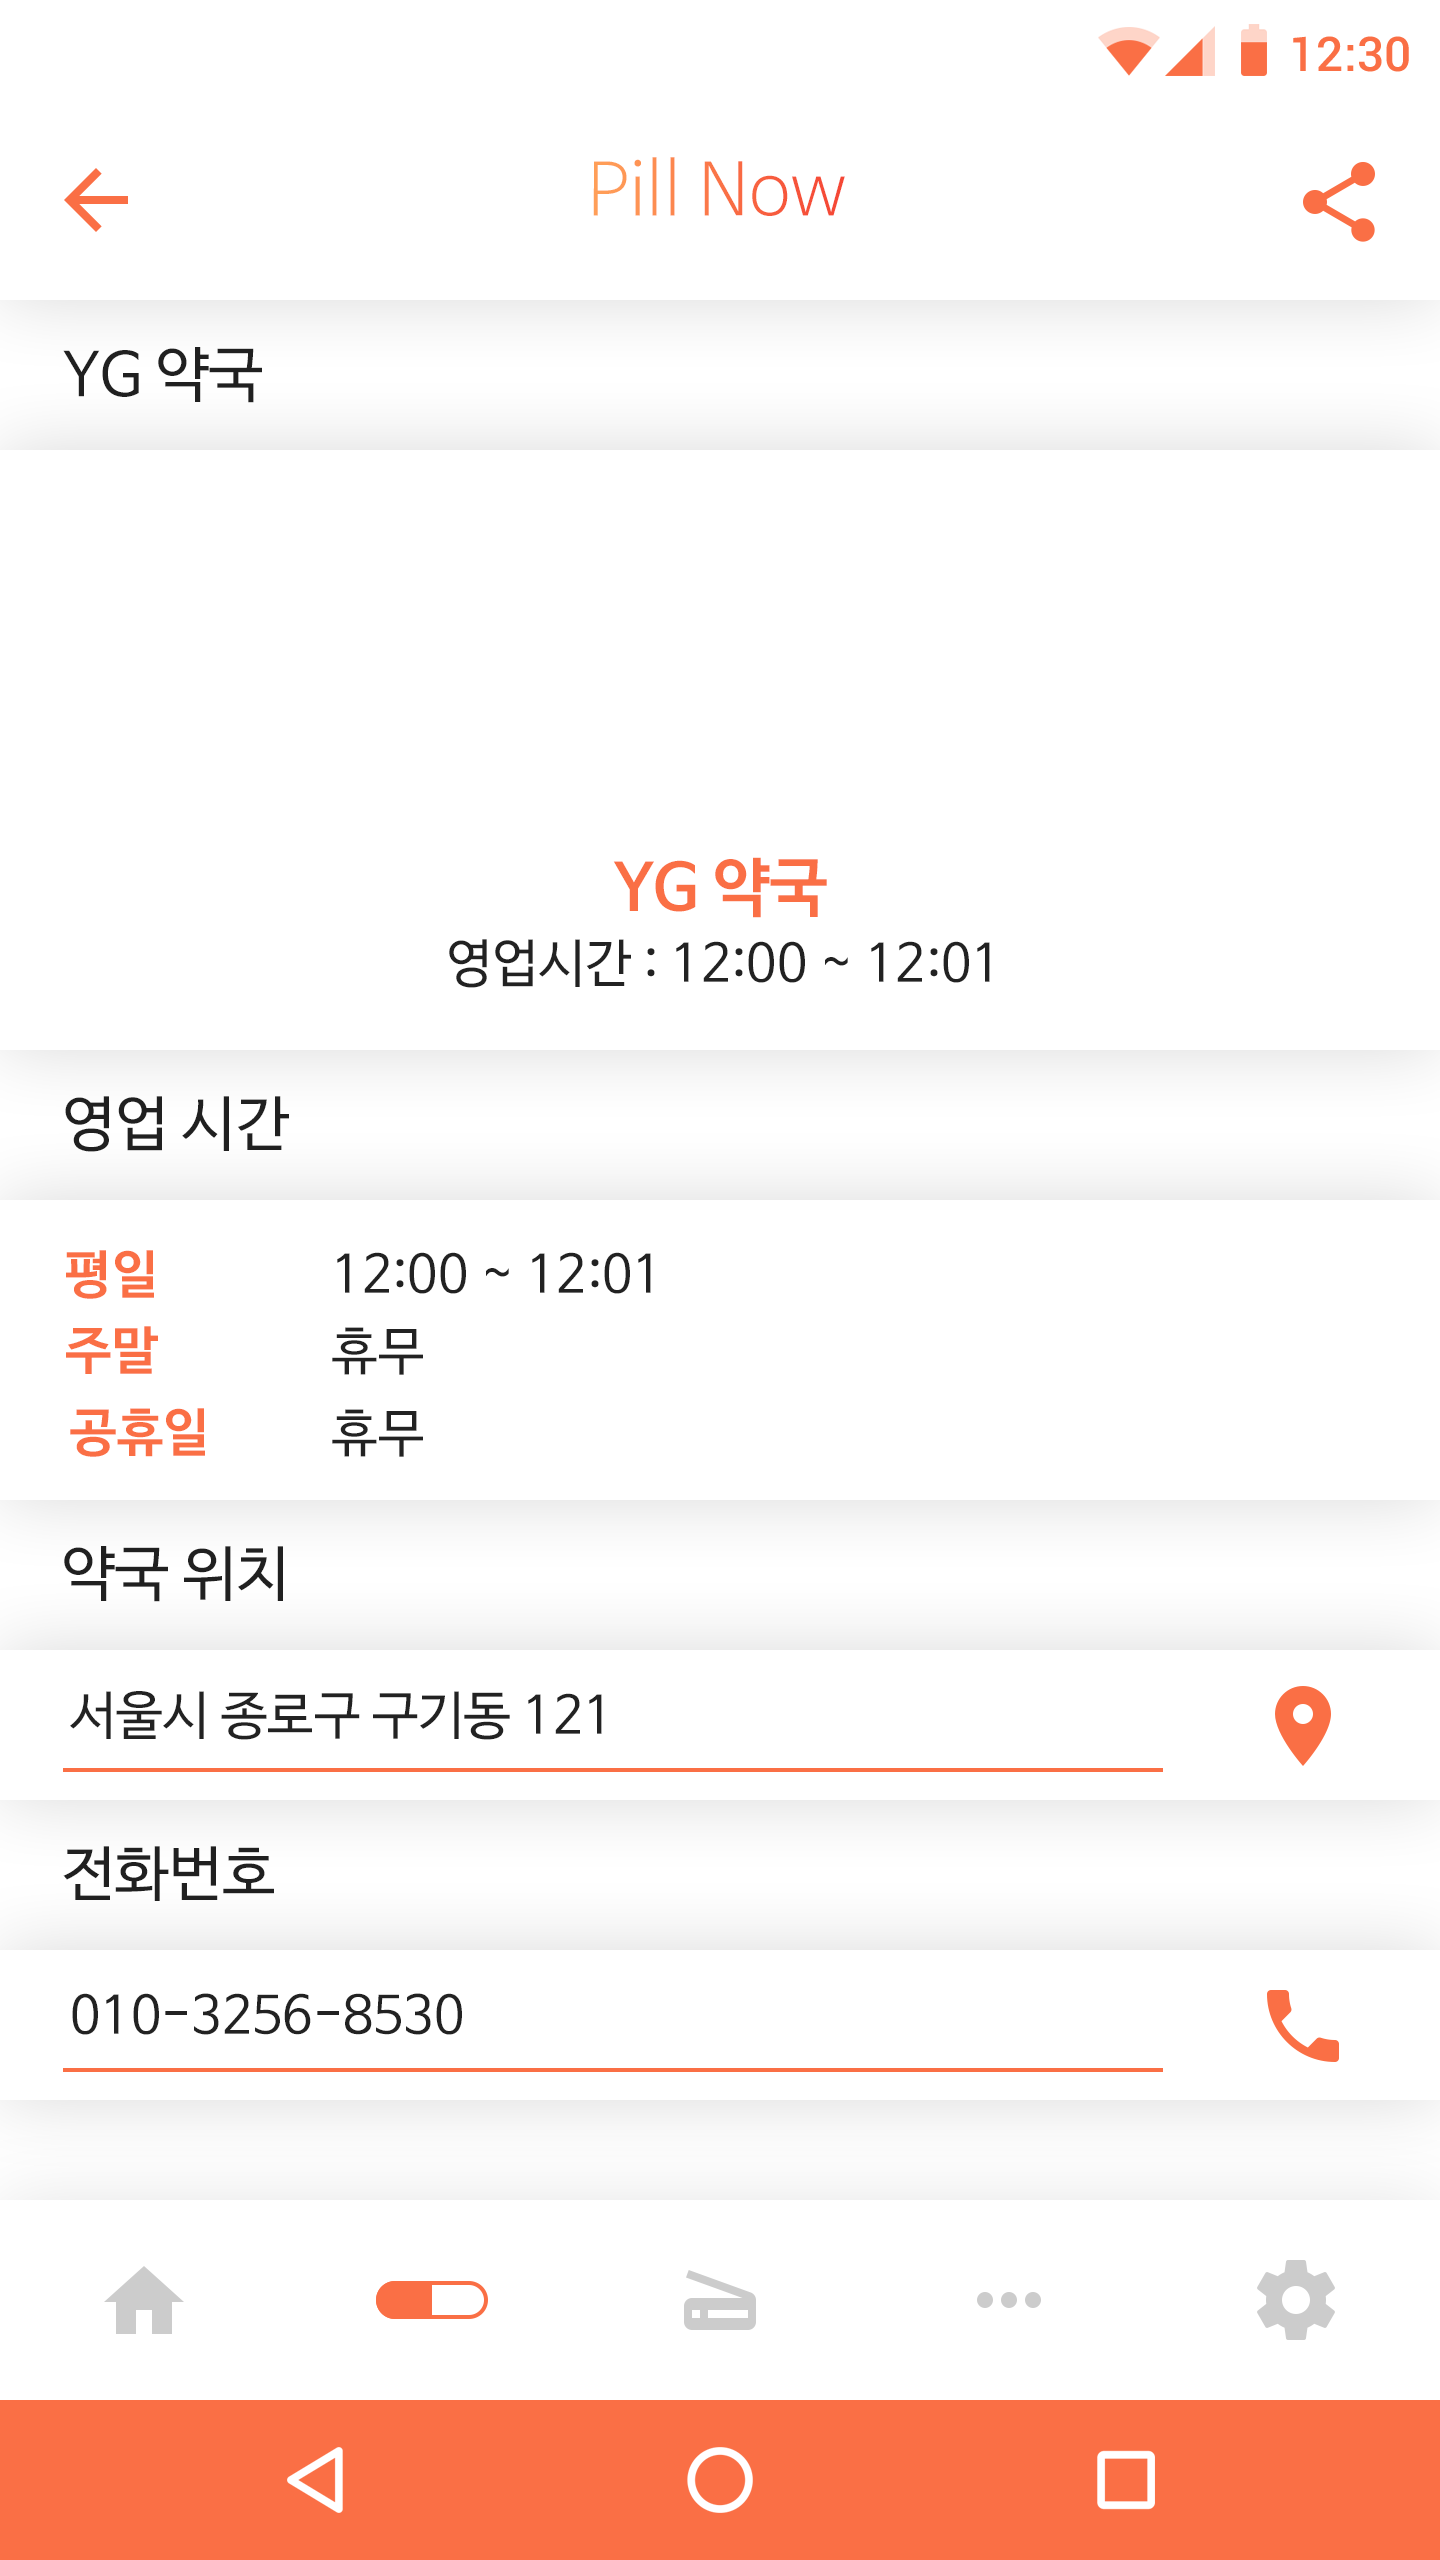 12:30
Pill Now
YG 약국
YG 약국
영업시간 : 12:00 ~ 12:01
영업 시간
평일 12:00 ~ 12:01
주말 휴무
공휴일 휴무
약국 위치
서울시 종로구 구기동 121
전화번호
010-3256-8530